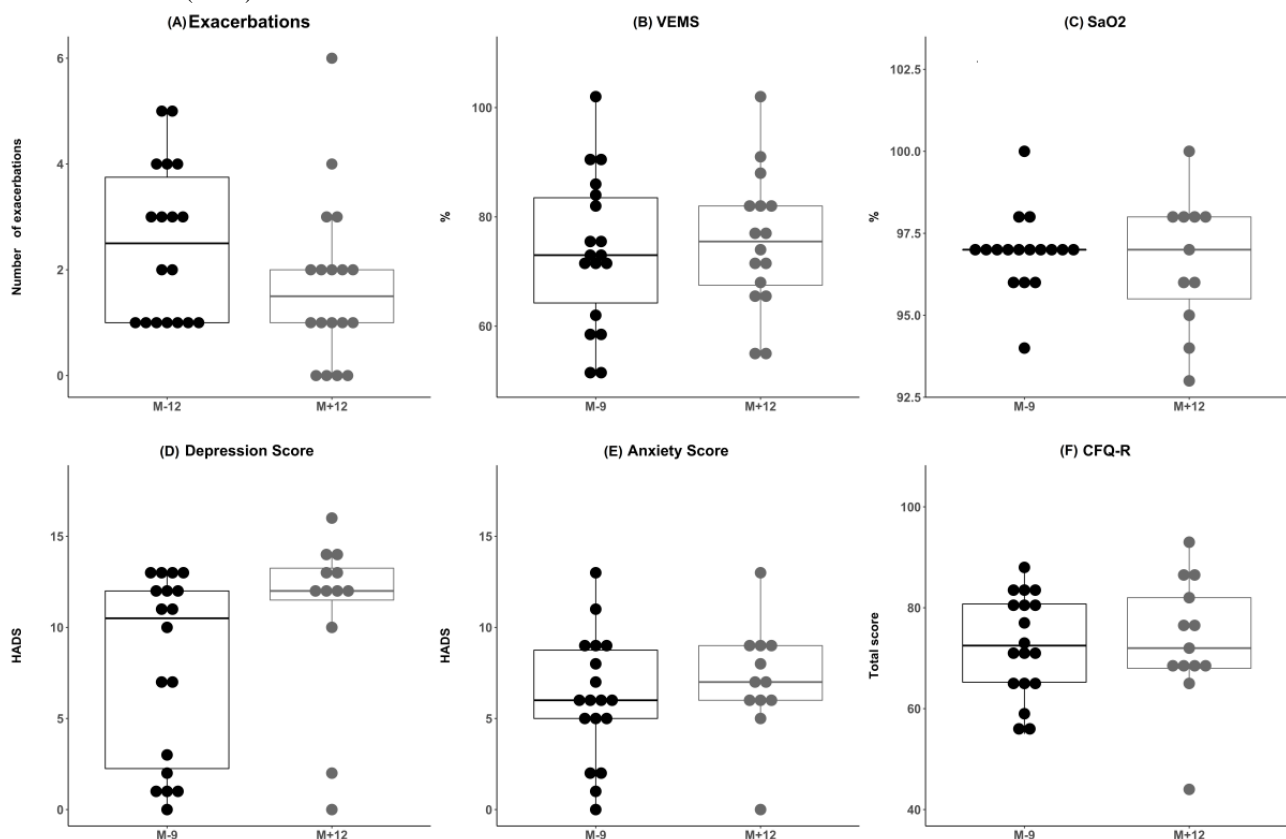 (A) Exacerbations
(B) VEMS
(C) SaO2
Number of exacerbations
6
4
2
0
M-12
M+12
%
100
80
60
M-9
M+12
%
102.5
100.0
97.5
95.0
92.5
M-9
M+12
(D) Depression Score
(E) Anxiety Score
(F) CFQ-R
HADS
15
10
5
0
M-9
M+12
HADS
15
10
5
0
M-9
M+12
Total score
100
80
60
40
M-9
M+12